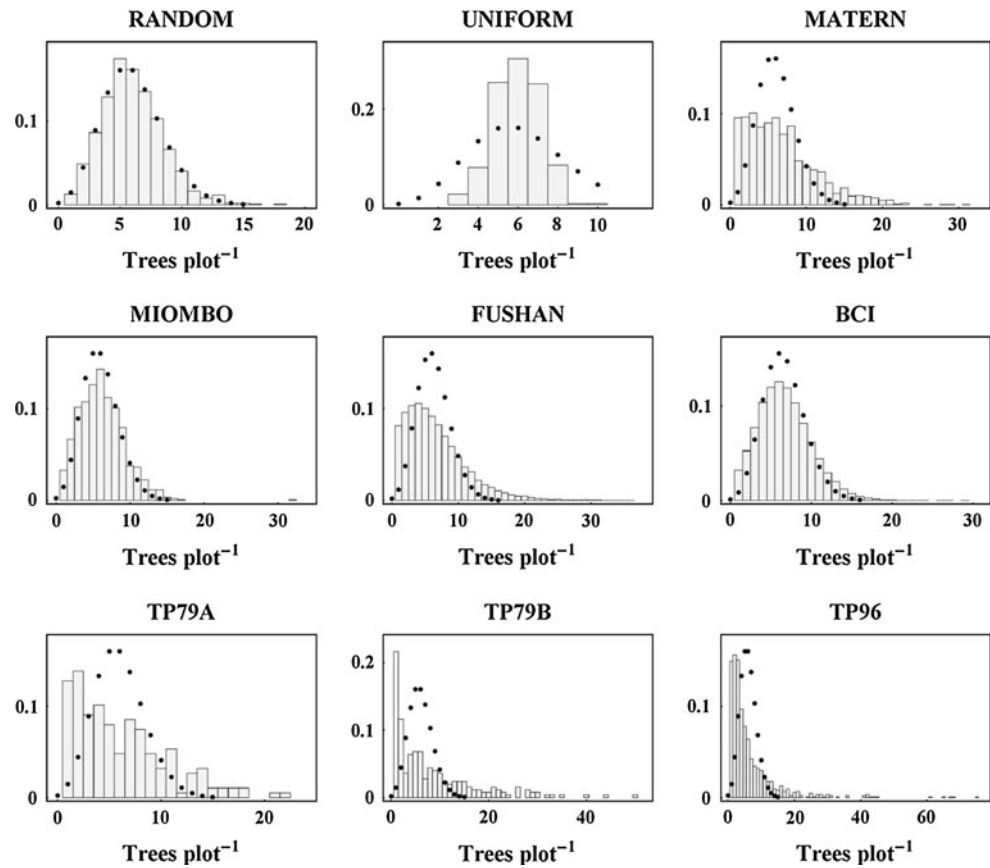 RANDOM UNIFORM MATERN
0.1 0.2 0.1
0 0 0
0 5 10 15 20 2 4 6 8 10 0 10 20 30
Trees plot⁻¹ Trees plot⁻¹ Trees plot⁻¹
MIOMBO FUSHAN BCI
0.1 0.1 0.1
0 0 0
0 10 20 30 0 10 20 30 0 10 20 30
Trees plot⁻¹ Trees plot⁻¹ Trees plot⁻¹
TP79A TP79B TP96
0.2
0.1 0.1 0.1
0 0 0
0 10 20 0 20 40 0 20 40 60
Trees plot⁻¹ Trees plot⁻¹ Trees plot⁻¹